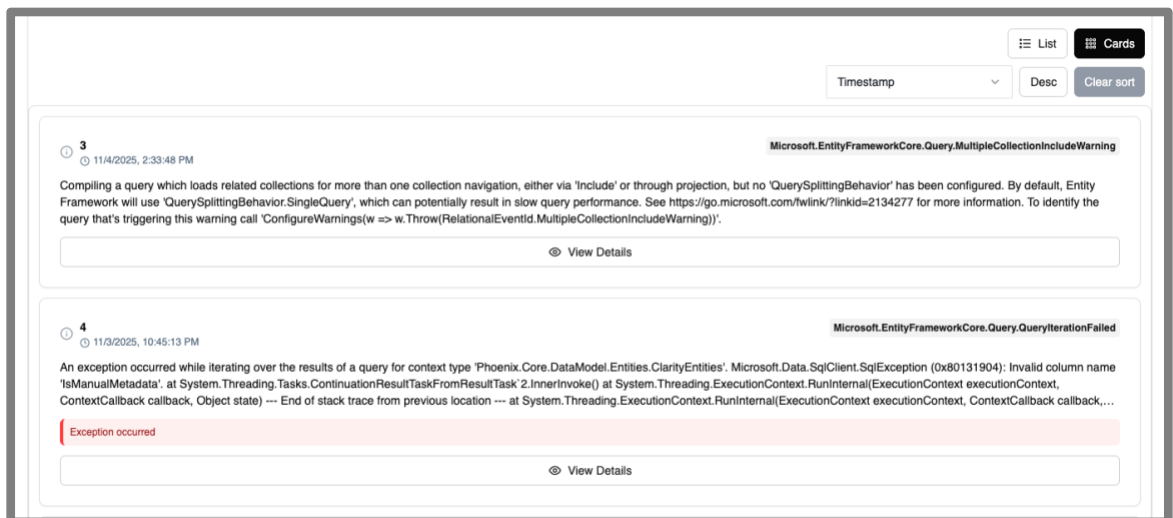 List
Cards
Timestamp
Desc
Clear sort
3
11/4/2025, 2:33:48 PM
Microsoft.EntityFrameworkCore.Query.MultipleCollectionIncludeWarning
Compiling a query which loads related collections for more than one collection navigation, either via 'Include' or through projection, but no 'QuerySplittingBehavior' has been configured. By default, Entity
Framework will use 'QuerySplittingBehavior.SingleQuery', which can potentially result in slow query performance. See https://go.microsoft.com/fwlink/?linkid=2134277 for more information. To identify the
query that's triggering this warning call 'ConfigureWarnings(w => w.Throw(RelationalEventId.MultipleCollectionIncludeWarning))'.
View Details
4
11/3/2025, 10:45:13 PM
Microsoft.EntityFrameworkCore.Query.QueryIterationFailed
An exception occurred while iterating over the results of a query for context type 'Phoenix.Core.DataModel.Entities.ClarityEntities'. Microsoft.Data.SqlClient.SqlException (0x80131904): Invalid column name
'IsManualMetadata'. at System.Threading.Tasks.ContinuationResultTaskFromResultTask`2.InnerInvoke() at System.Threading.ExecutionContext.RunInternal(ExecutionContext executionContext,
ContextCallback callback, Object state) --- End of stack trace from previous location --- at System.Threading.ExecutionContext.RunInternal(ExecutionContext executionContext, ContextCallback callback,...
Exception occurred
View Details